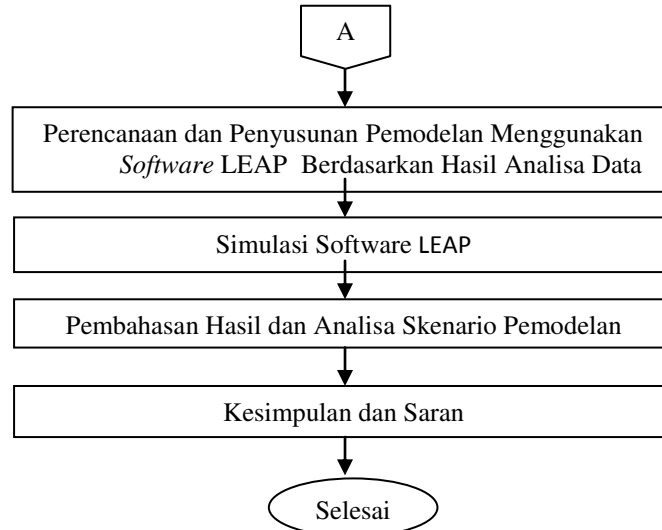 A
Perencanaan dan Penyusunan Pemodelan Menggunakan
Software LEAP Berdasarkan Hasil Analisa Data
Simulasi Software LEAP
Pembahasan Hasil dan Analisa Skenario Pemodelan
Kesimpulan dan Saran
Selesai